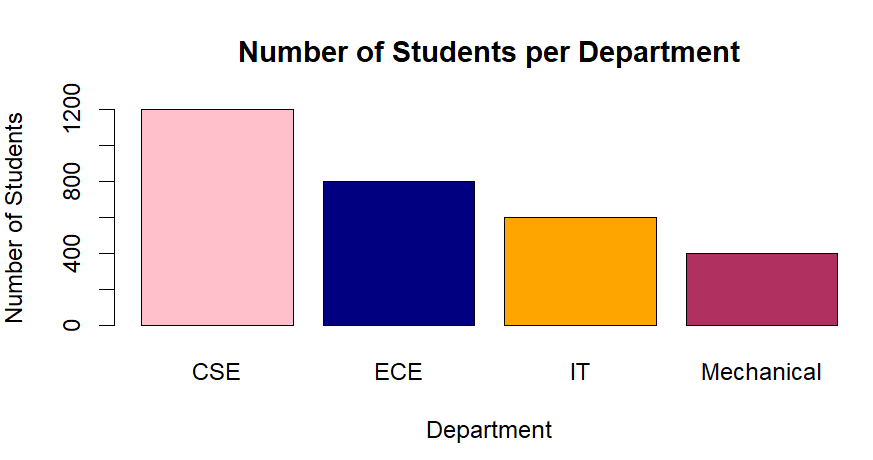 Number of Students per Department
Number of Students
1200
800
400
0
CSE ECE IT Mechanical
Department